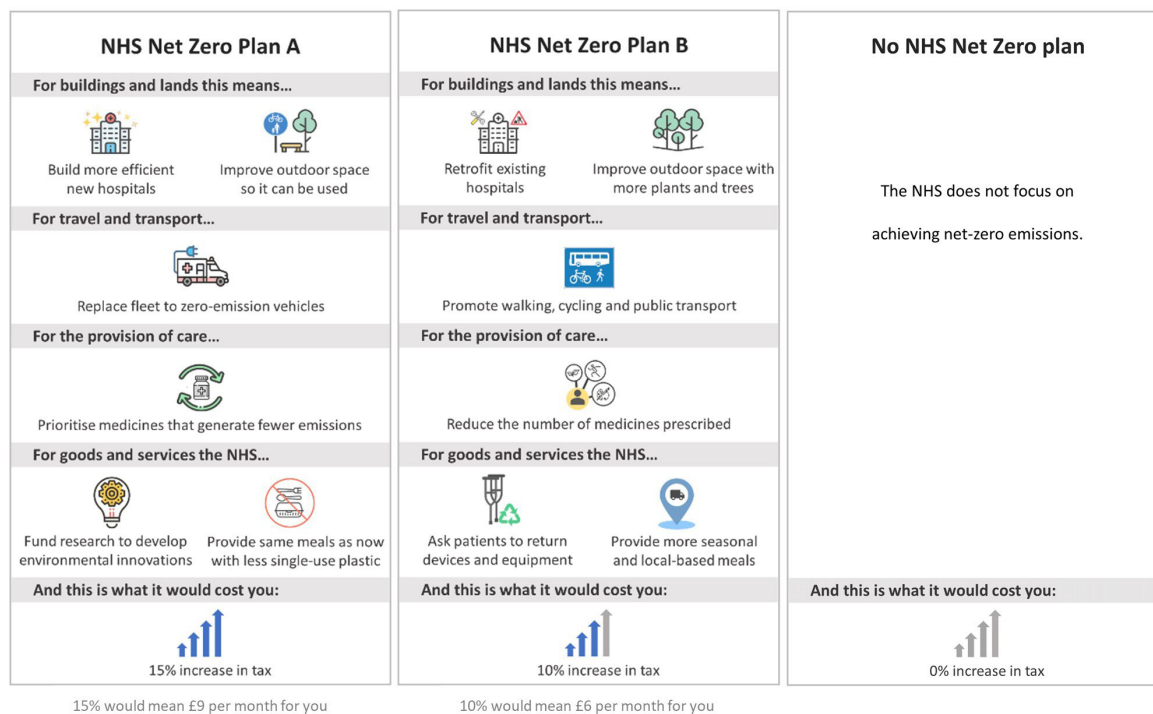 NHS Net Zero Plan A
For buildings and lands this means...
Build more efficient
new hospitals
Improve outdoor space
so it can be used
For travel and transport...
Replace fleet to zero-emission vehicles
For the provision of care...
Prioritise medicines that generate fewer emissions
For goods and services the NHS...
Fund research to develop
environmental innovations
Provide same meals as now
with less single-use plastic
And this is what it would cost you:
15% increase in tax
15% would mean £9 per month for you
NHS Net Zero Plan B
For buildings and lands this means...
Retrofit existing
hospitals
Improve outdoor space with
more plants and trees
For travel and transport...
Promote walking, cycling and public transport
For the provision of care...
Reduce the number of medicines prescribed
For goods and services the NHS...
Ask patients to return
devices and equipment
Provide more seasonal
and local-based meals
And this is what it would cost you:
10% increase in tax
10% would mean £6 per month for you
No NHS Net Zero plan
The NHS does not focus on
achieving net-zero emissions.
And this is what it would cost you:
0% increase in tax